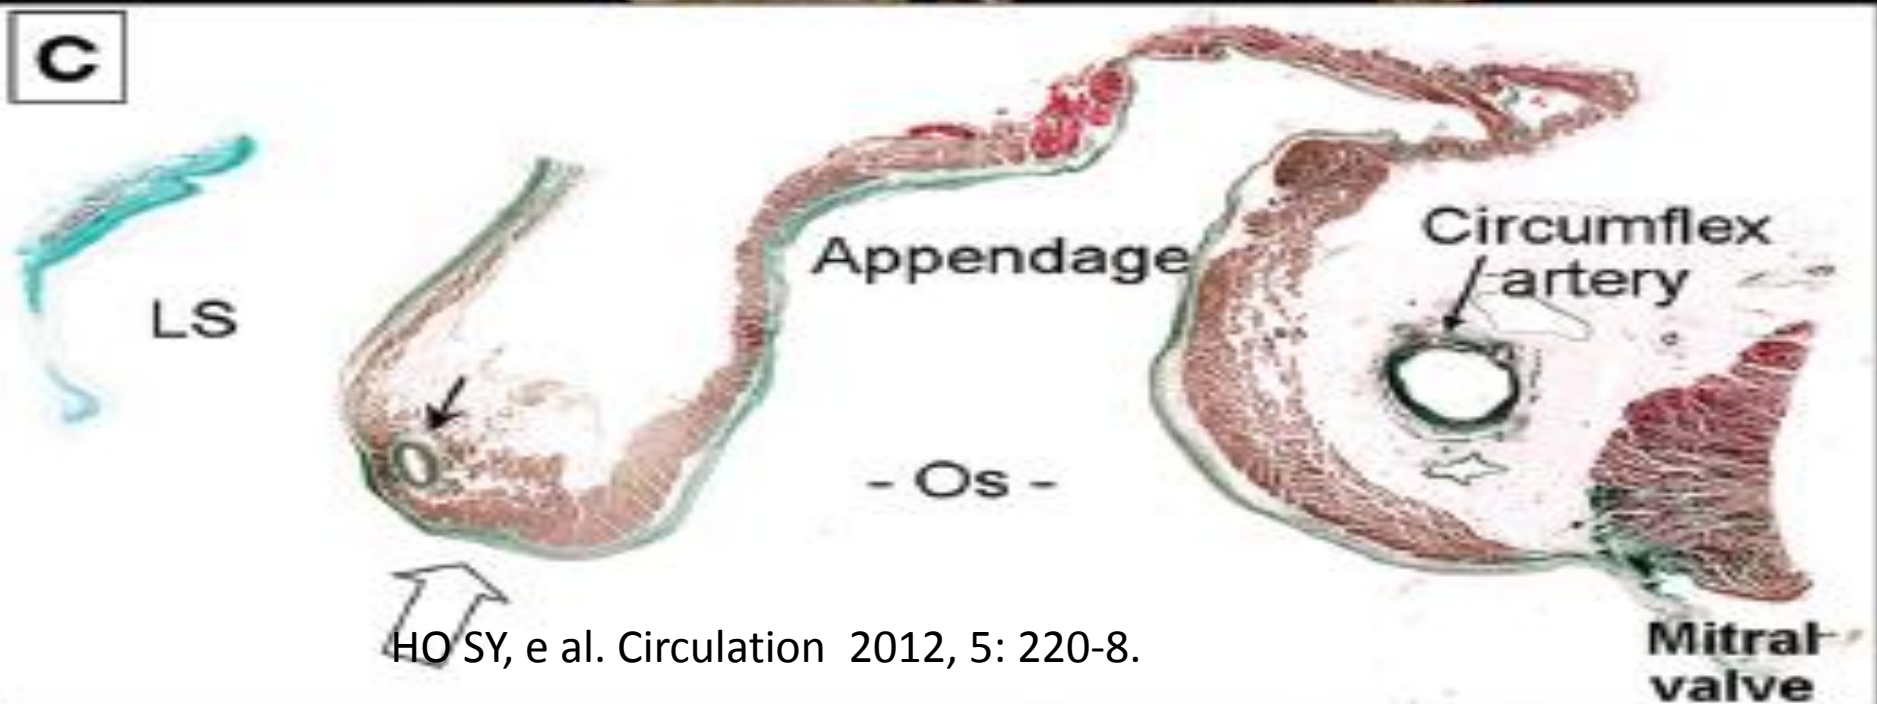 C
LS
Appendage
Circumflex
artery
- Os -
HO SY, e al. Circulation 2012, 5: 220-8.
Mitral
valve